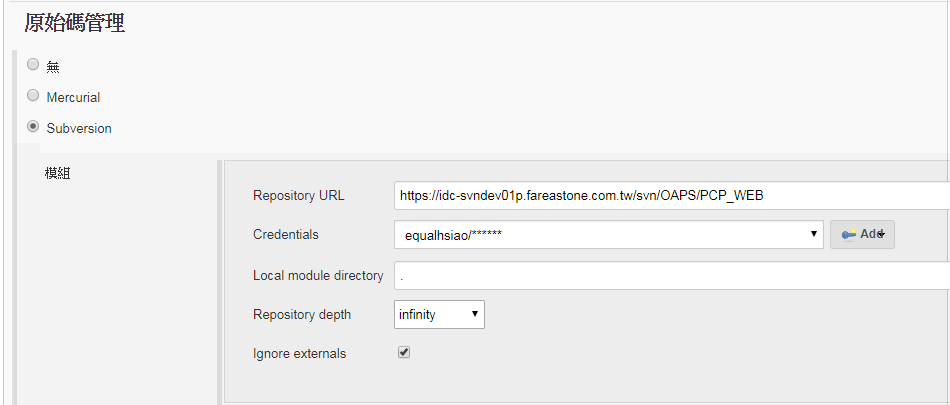 原始碼管理
無
Mercurial
Subversion
模組
Repository URL https://idc-svndev01p.fareastone.com.tw/svn/OAPS/PCP_WEB
Credentials equalhsiao/****** Add
Local module directory .
Repository depth infinity
Ignore externals